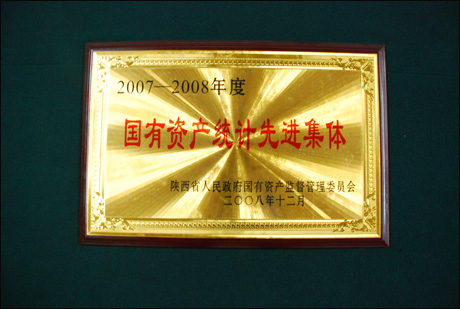 2007—2008年度
国有资产统计先进集体
陕西省人民政府国有资产监督管理委员会
二〇〇八年十二月